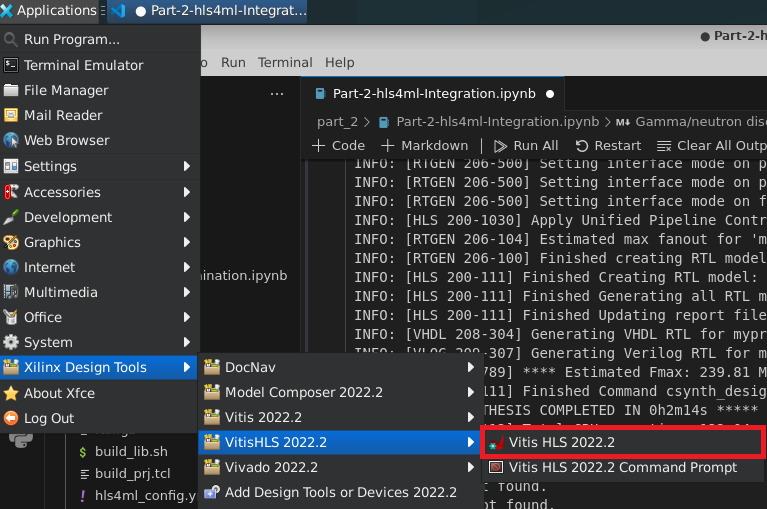 Applications
Part-2-hls4ml-Integrat...
Run Program...
Terminal Emulator
File Manager
Mail Reader
Web Browser
Settings
Accessories
Development
Graphics
Internet
Multimedia
Office
System
Xilinx Design Tools
About Xfce
Log Out
DocNav
Model Composer 2022.2
Vitis 2022.2
VitisHLS 2022.2
Vivado 2022.2
Add Design Tools or Devices 2022.2
Vitis HLS 2022.2
Vitis HLS 2022.2 Command Prompt
● Part-2-h
o Run Terminal Help
...
Part-2-hls4ml-Integration.ipynb ●
part_2 > Part-2-hls4ml-Integration.ipynb > M↓ Gamma/neutron disc
+ Code + Markdown Run All Restart Clear All Outp
INFO: [RTGEN 206-500] Setting interface mode on p
INFO: [RTGEN 206-500] Setting interface mode on p
INFO: [RTGEN 206-500] Setting interface mode on f
INFO: [HLS 200-1030] Apply Unified Pipeline Contr
INFO: [RTGEN 206-104] Estimated max fanout for 'm
INFO: [RTGEN 206-100] Finished creating RTL model
INFO: [HLS 200-111] Finished Creating RTL model:
INFO: [HLS 200-111] Finished Generating all RTL m
INFO: [HLS 200-111] Finished Updating report file
INFO: [VHDL 208-304] Generating VHDL RTL for mypr
INFO: [VLOG 208-307] Generating Verilog RTL for m
789] **** Estimated Fmax: 239.81 M
111] Finished Command csynth_desig
THESIS COMPLETED IN 0h2m14s *****
t found.
ot found.
mination.ipynb
$ build_lib.sh
build_prj.tcl
! hls4ml_config.y